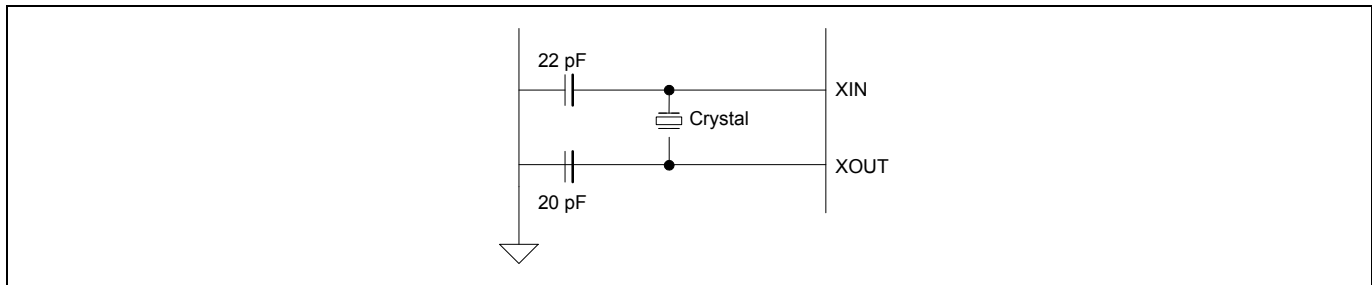 22 pF
XIN
Crystal
XOUT
20 pF